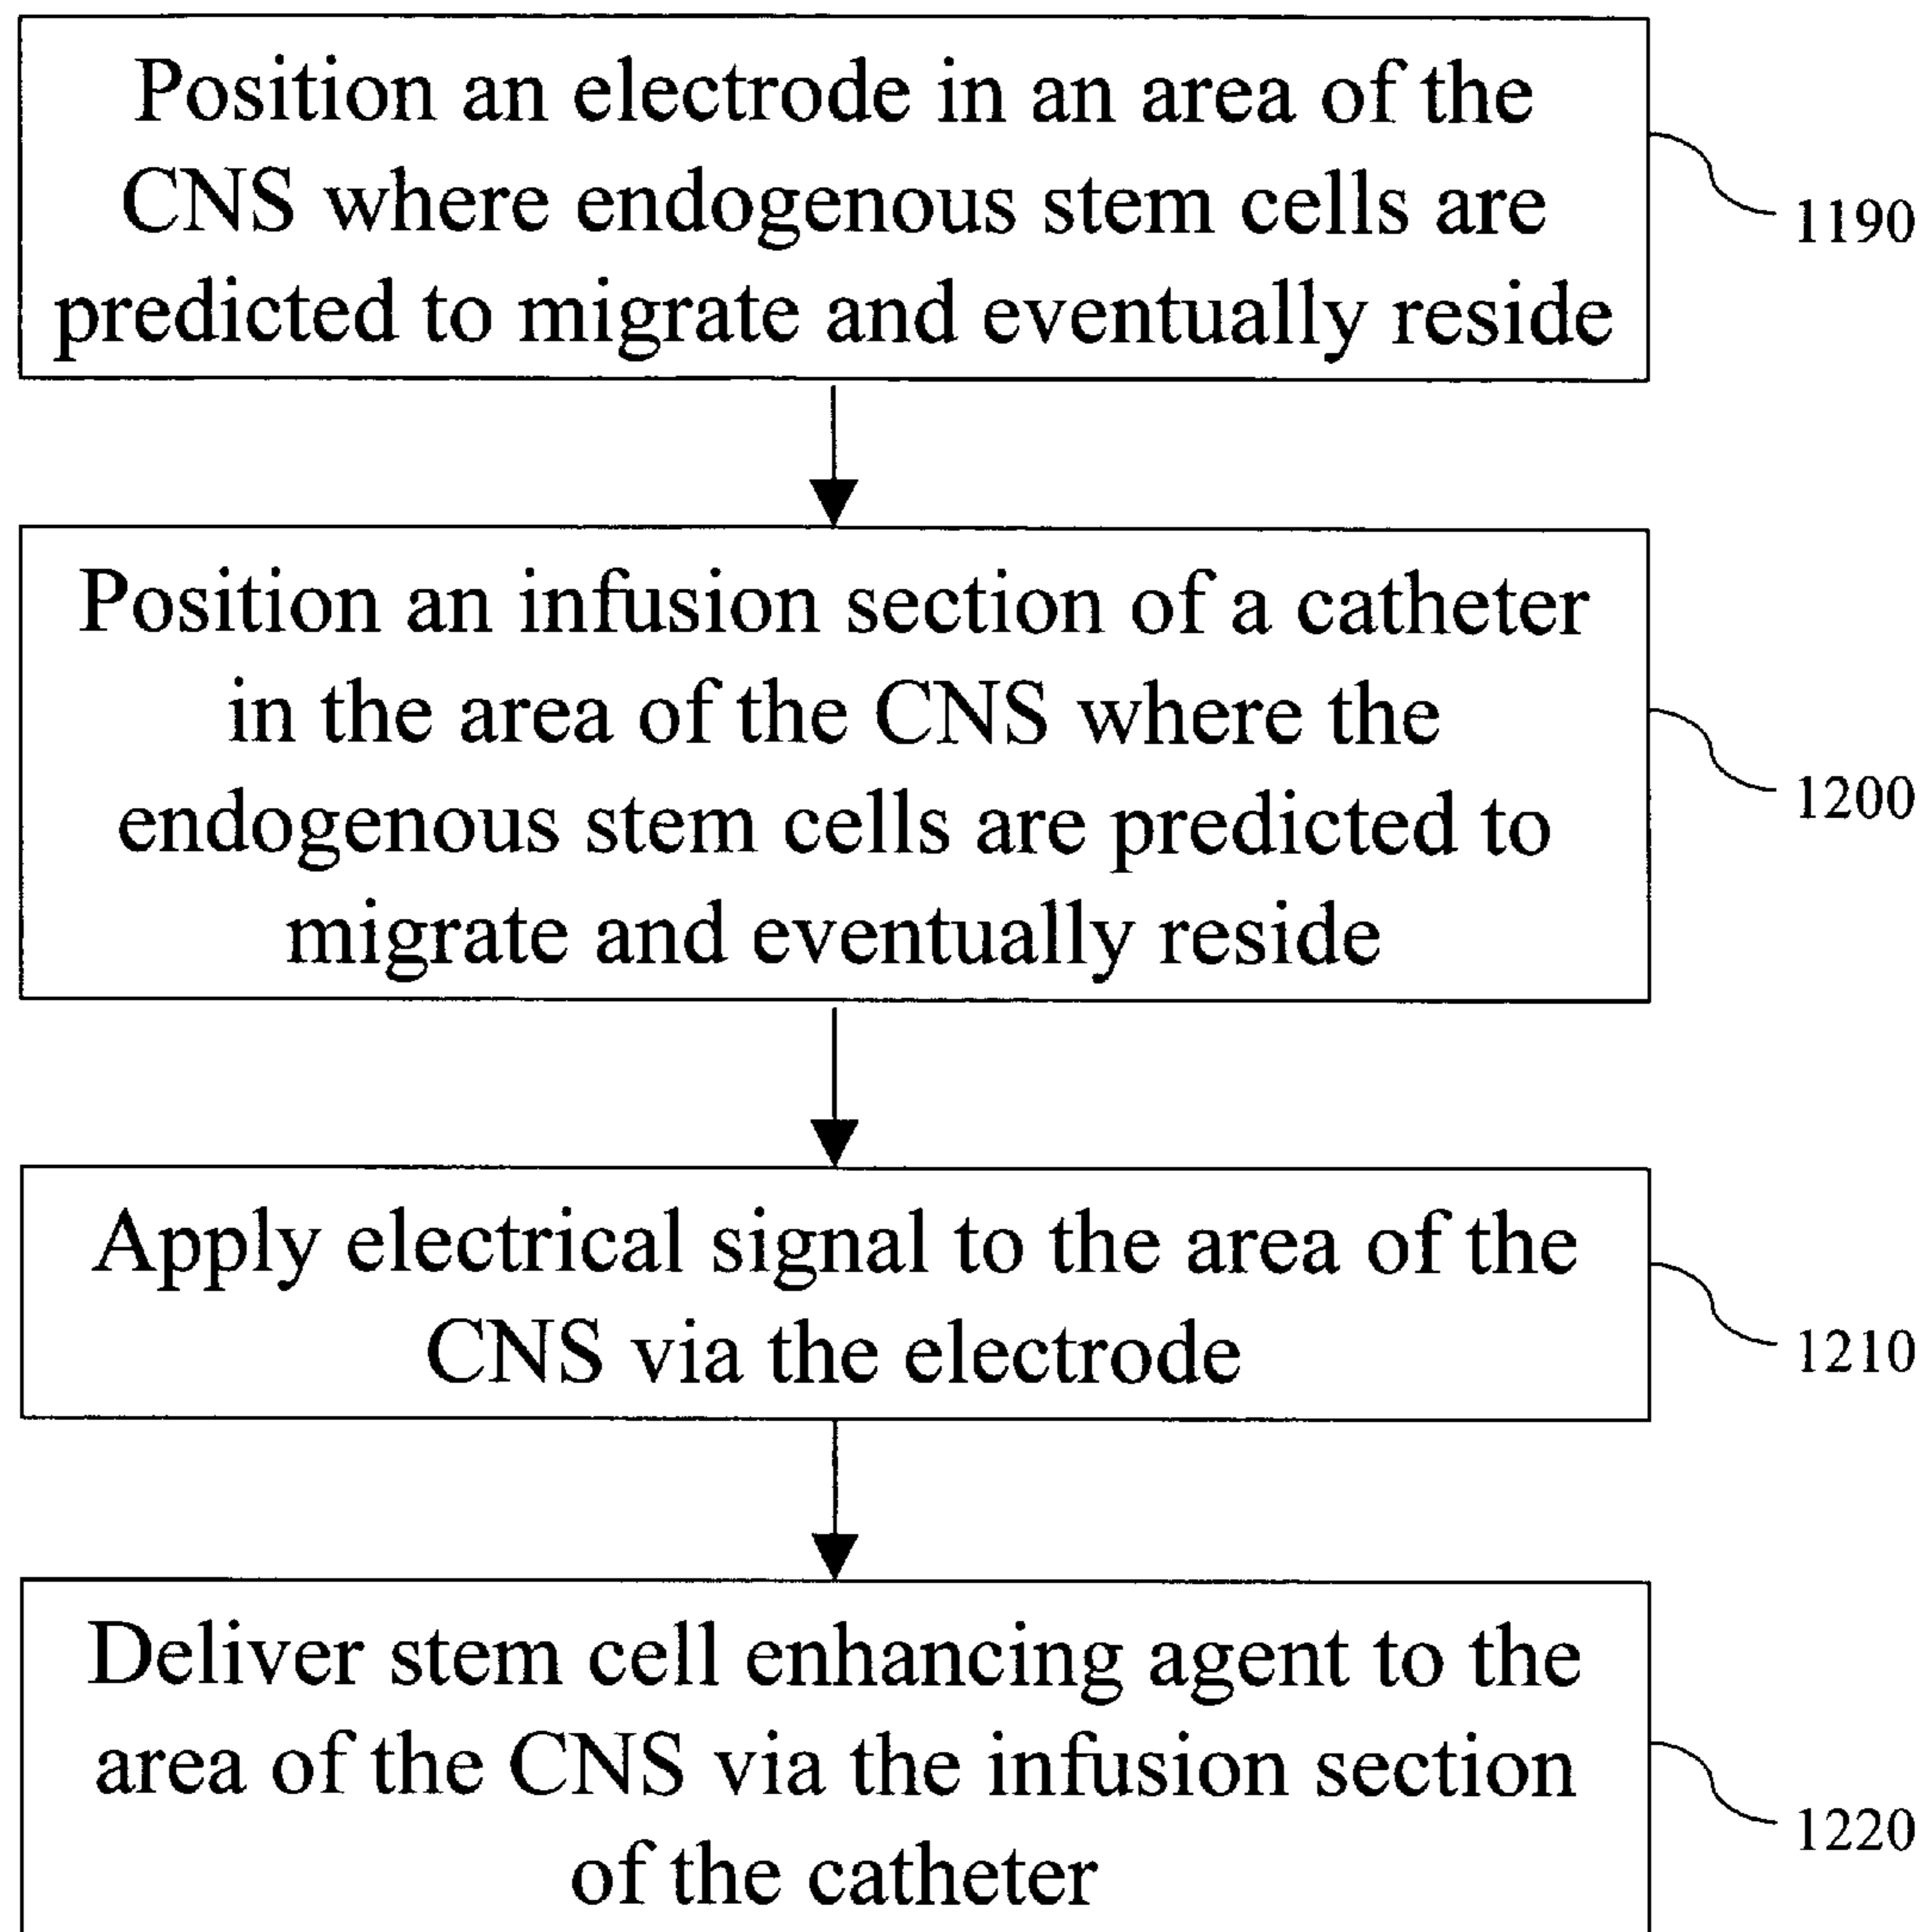 Position an electrode in an area of the
CNS where endogenous stem cells are
predicted to migrate and eventually reside
1190
Position an infusion section of a catheter
in the area of the CNS where the
endogenous stem cells are predicted to
migrate and eventually reside
1200
Apply electrical signal to the area of the
CNS via the electrode
1210
Deliver stem cell enhancing agent to the
area of the CNS via the infusion section
of the catheter
1220